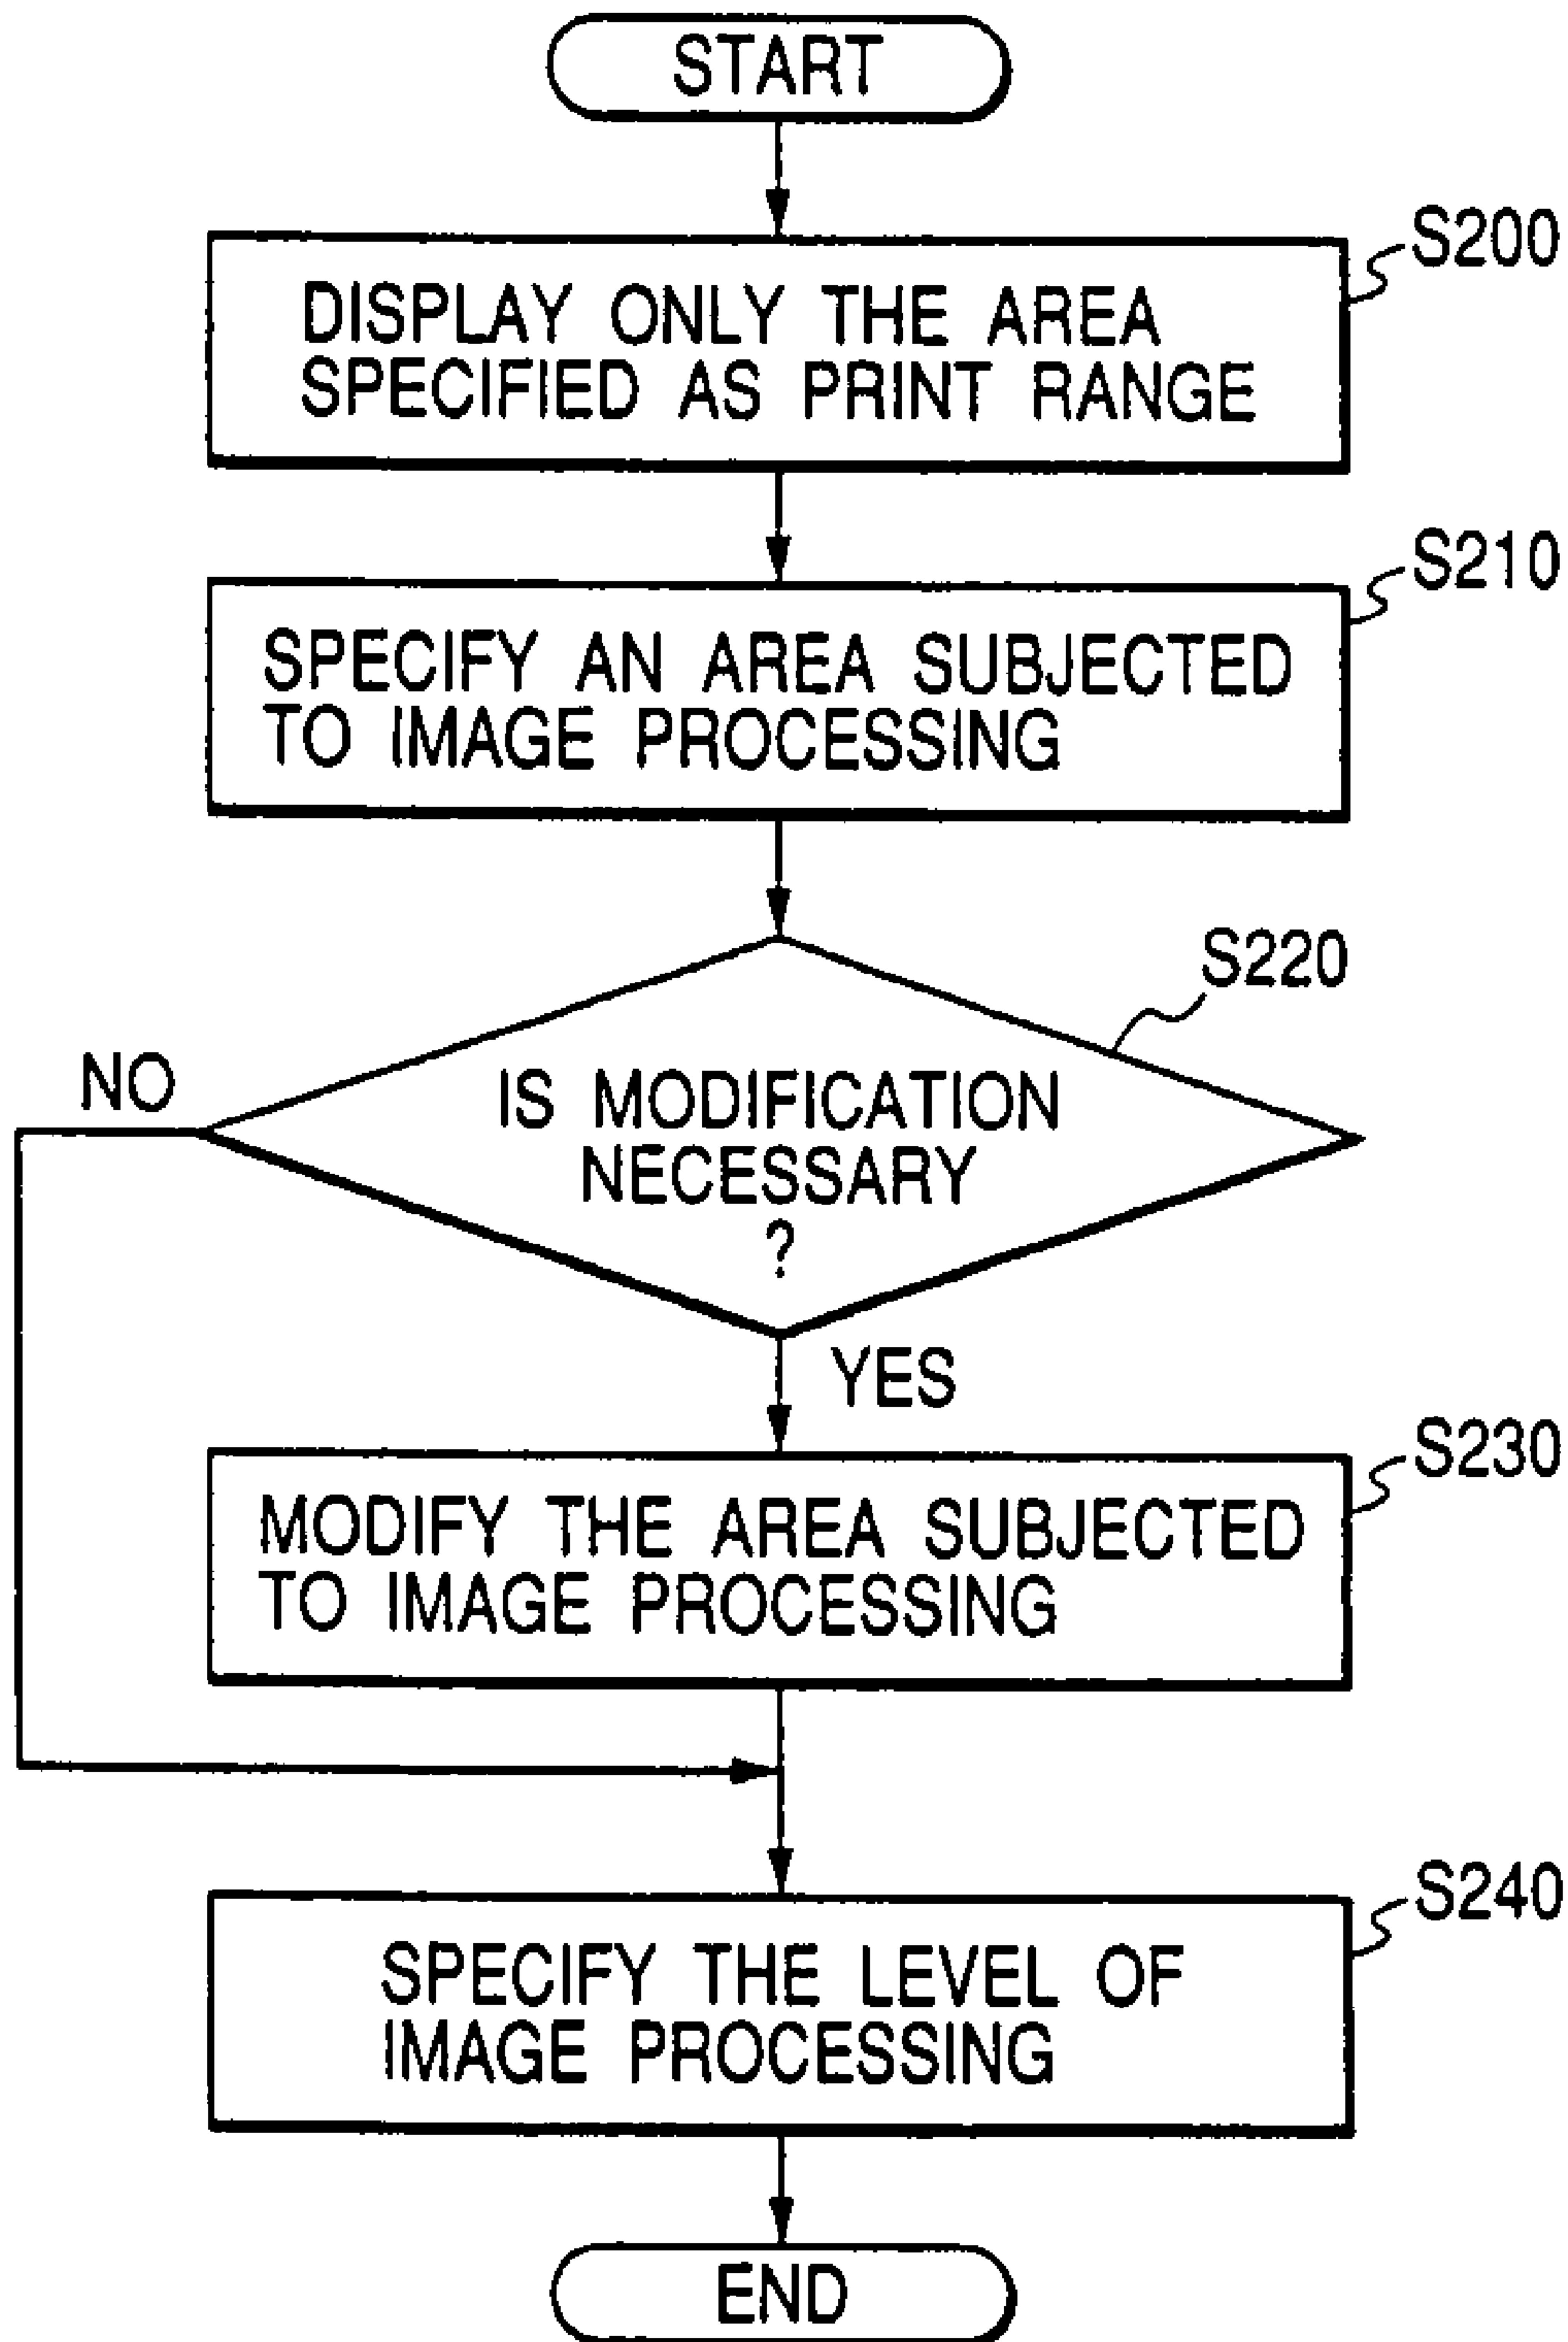 START
S200
DISPLAY ONLY THE AREA
SPECIFIED AS PRINT RANGE
S210
SPECIFY AN AREA SUBJECTED
TO IMAGE PROCESSING
S220
NO
IS MODIFICATION
NECESSARY
?
YES
S230
MODIFY THE AREA SUBJECTED
TO IMAGE PROCESSING
S240
SPECIFY THE LEVEL OF
IMAGE PROCESSING
END